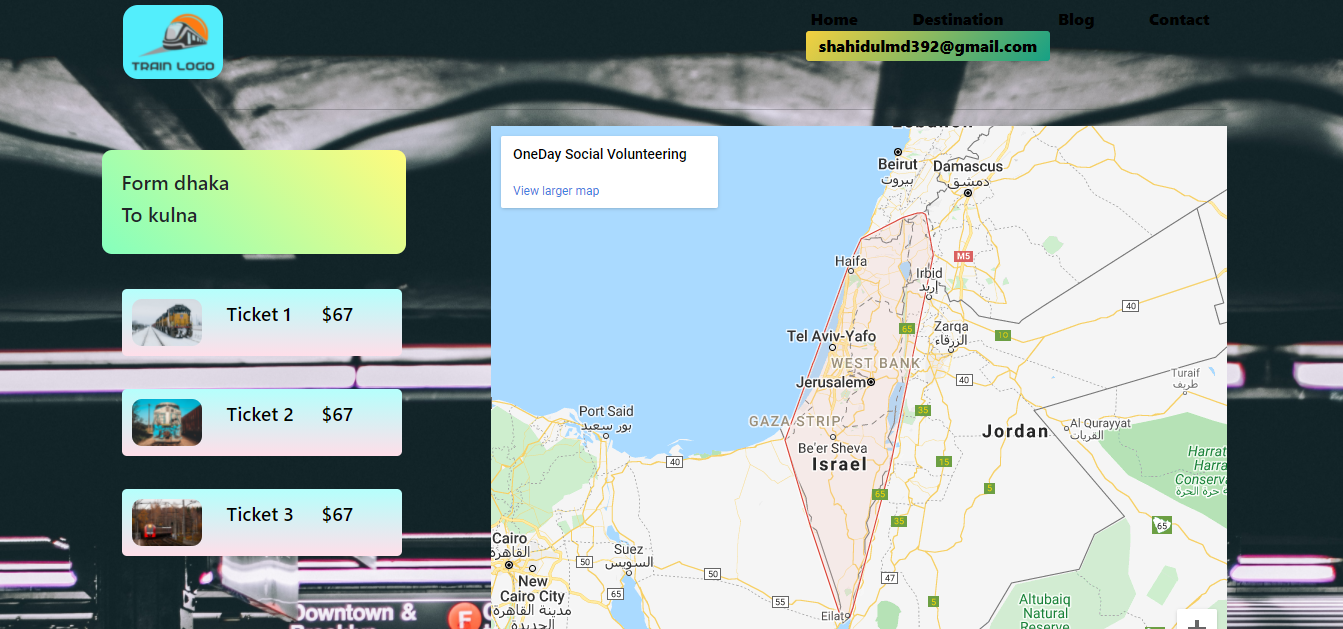 TRAIN LOGO
Home Destination Blog Contact
shahidulmd392@gmail.com
Form dhaka
To kulna
Ticket 1 $67
Ticket 2 $67
Ticket 3 $67
Downtown &
F
OneDay Social Volunteering
View larger map
Beirut
بيروت
Damascus
دمشق
M5
Haifa
Irbid
إربد
40
Tel Aviv-Yafo
65
Zarqa
الزرقاء
10
WEST BANK
Jerusalem
40
Turaif
طريف
Port Said
بور سعيد
GAZA STRIP
35
Al Qurayyat
القريات
Jordan
Be'er Sheva
Israel
40
15
Harrat
Harra
Conserva
حرة الحرة
65
5
35
65
Cairo
القاهرة
Suez
السويس
50
50
New
Cairo City
مدينة القاهرة
الجديدة
65
47
55
5
Eilat
Altubaiq
Natural
Reserve
+